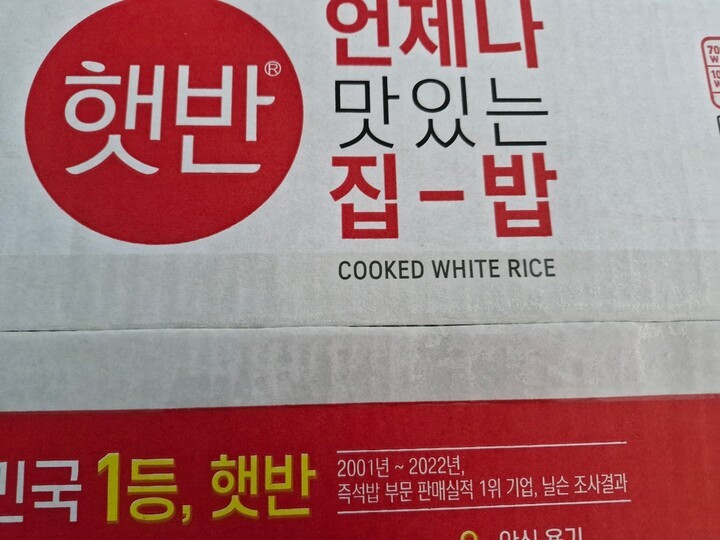 햇반®
언제나
맛있는
집-밥
COOKED WHITE RICE
민국 1등, 햇반
2001년 ~ 2022년,
즉석밥 부문 판매실적 1위 기업, 닐슨 조사결과